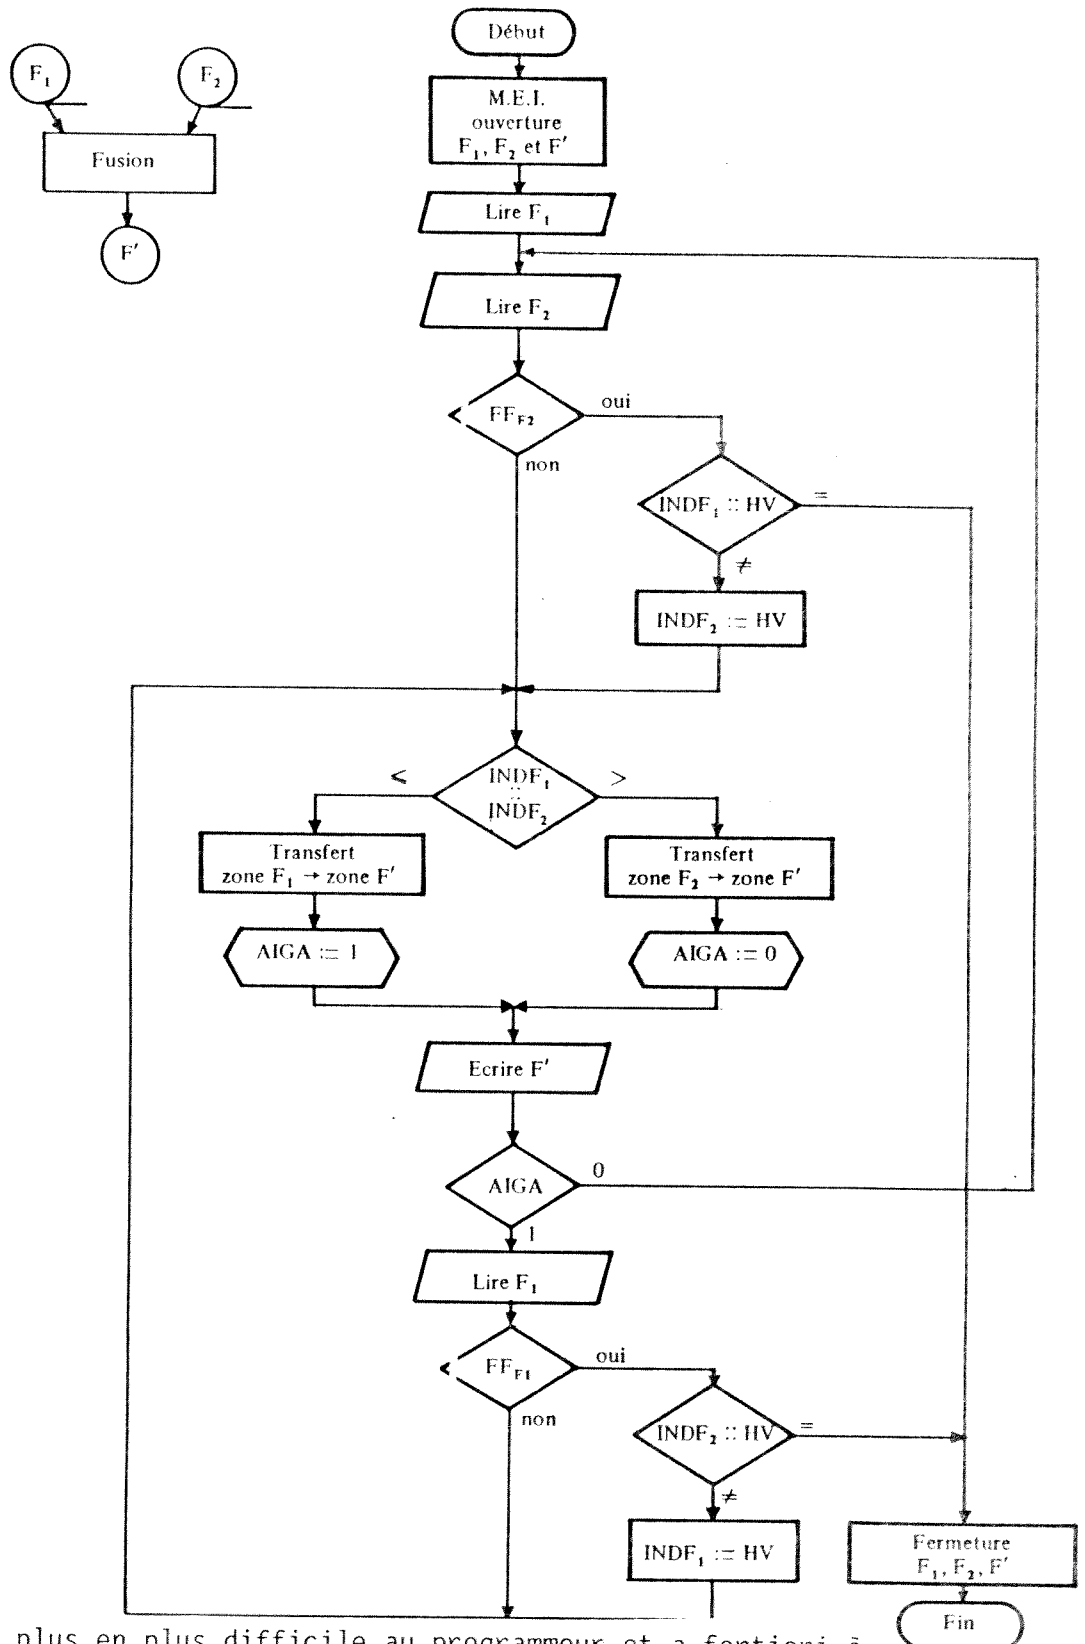 F₁
F₂
Fusion
F'
Début
M.E.I.
ouverture
F₁, F₂ et F'
Lire F₁
Lire F₂
FF_F2
oui
non
INDF₁ :: HV
=
≠
INDF₂ := HV
<
INDF₁
::
INDF₂
>
Transfert
zone F₁ → zone F'
Transfert
zone F₂ → zone F'
AIGA := 1
AIGA := 0
Ecrire F'
AIGA
0
1
Lire F₁
FF_F1
oui
non
INDF₂ :: HV
=
≠
INDF₁ := HV
Fermeture
F₁, F₂, F'
Fin
plus en plus difficile au programmeur et a fortiori à